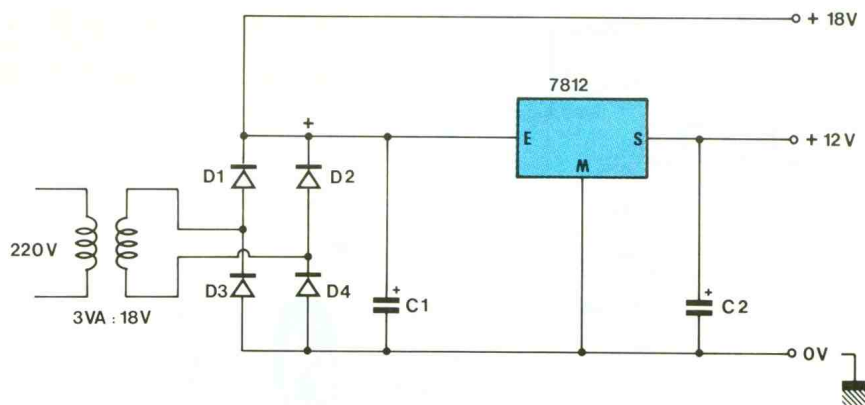 + 18V
7812
+
E
S
+ 12V
M
D1
D2
220V
D3
D4
+
C1
+
C2
3VA : 18V
0V